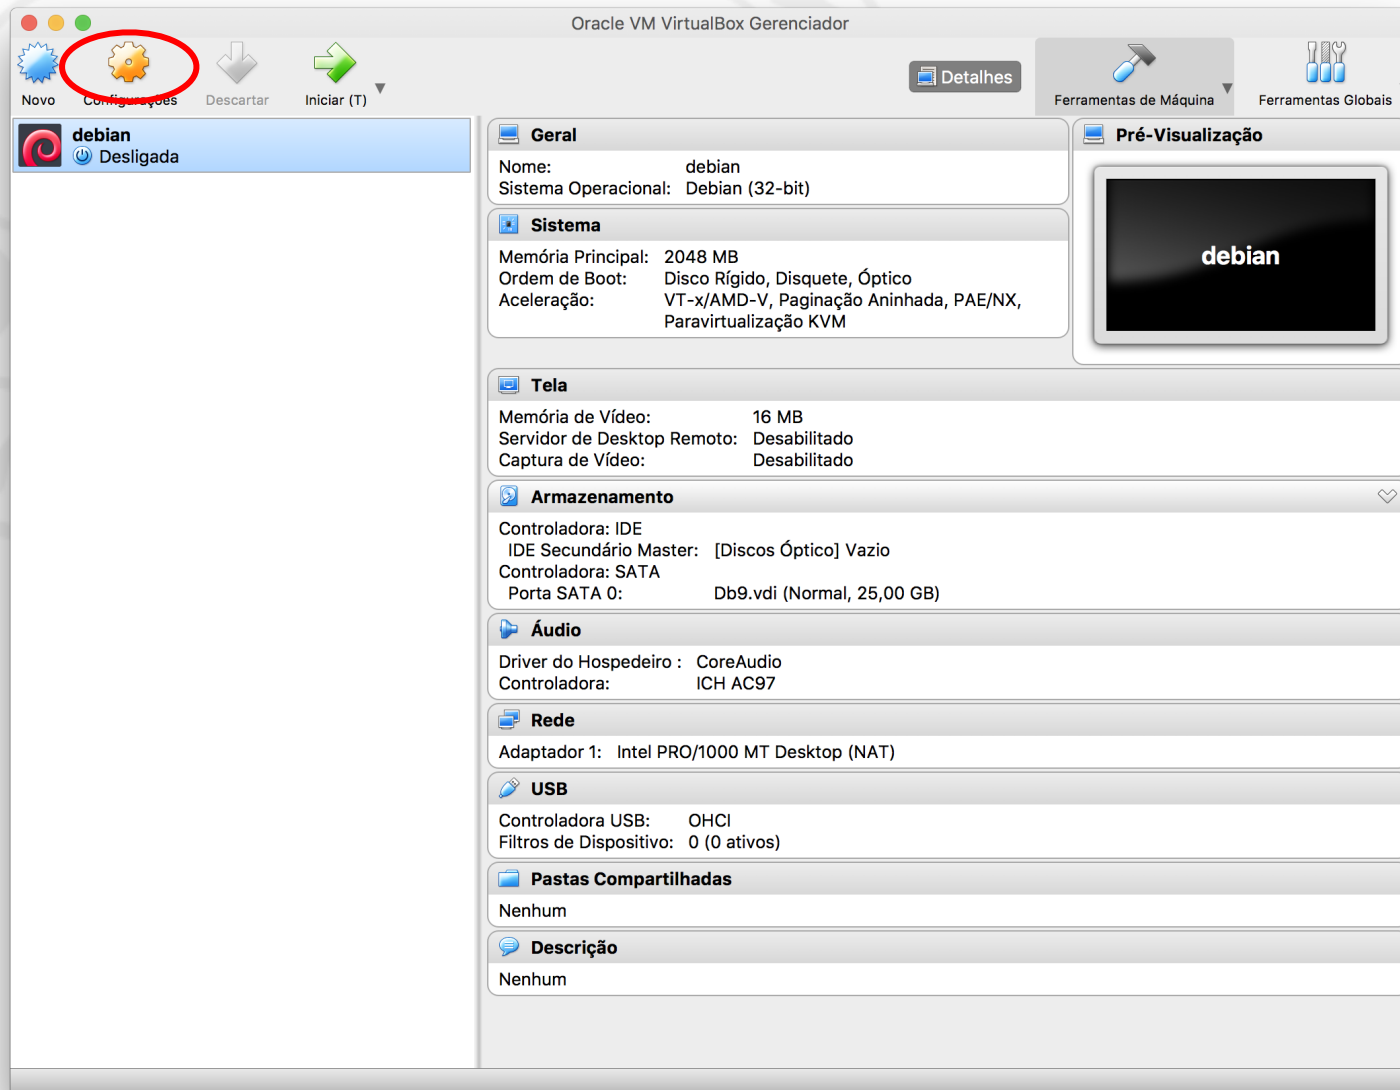 Oracle VM VirtualBox Gerenciador
Novo
Configurações
Descartar
Iniciar (T)
Detalhes
Ferramentas de Máquina
Ferramentas Globais
debian
Desligada
Geral
Nome: debian
Sistema Operacional: Debian (32-bit)
Pré-Visualização
debian
Sistema
Memória Principal: 2048 MB
Ordem de Boot: Disco Rígido, Disquete, Óptico
Aceleração: VT-x/AMD-V, Paginação Aninhada, PAE/NX,
Paravirtualização KVM
Tela
Memória de Vídeo: 16 MB
Servidor de Desktop Remoto: Desabilitado
Captura de Vídeo: Desabilitado
Armazenamento
Controladora: IDE
IDE Secundário Master: [Discos Óptico] Vazio
Controladora: SATA
Porta SATA 0: Db9.vdi (Normal, 25,00 GB)
Áudio
Driver do Hospedeiro : CoreAudio
Controladora: ICH AC97
Rede
Adaptador 1: Intel PRO/1000 MT Desktop (NAT)
USB
Controladora USB: OHCI
Filtros de Dispositivo: 0 (0 ativos)
Pastas Compartilhadas
Nenhum
Descrição
Nenhum